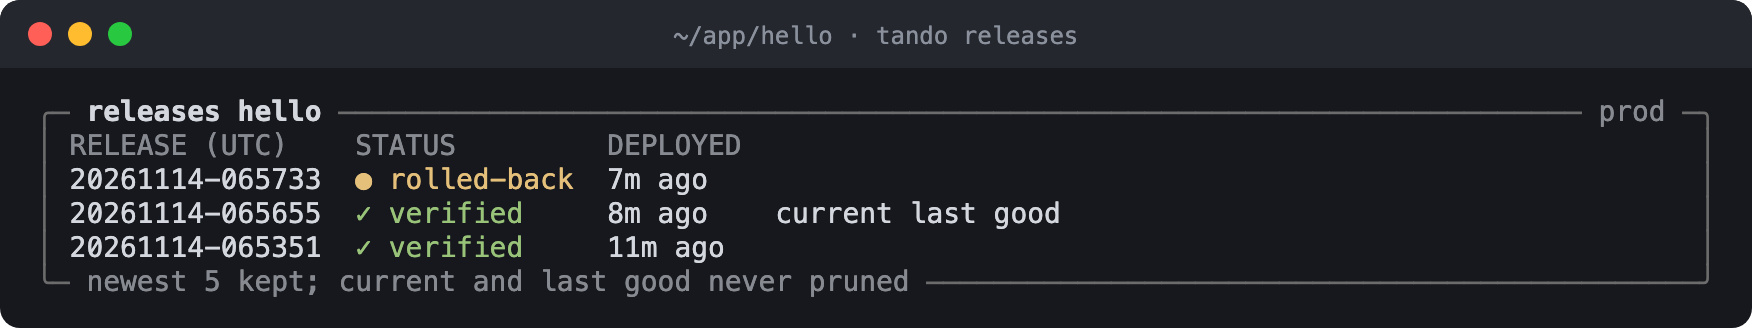 ~/app/hello · tando releases
releases hello prod
RELEASE (UTC) STATUS DEPLOYED
20261114-065733 ● rolled-back 7m ago
20261114-065655 ✓ verified 8m ago current last good
20261114-065351 ✓ verified 11m ago
newest 5 kept; current and last good never pruned